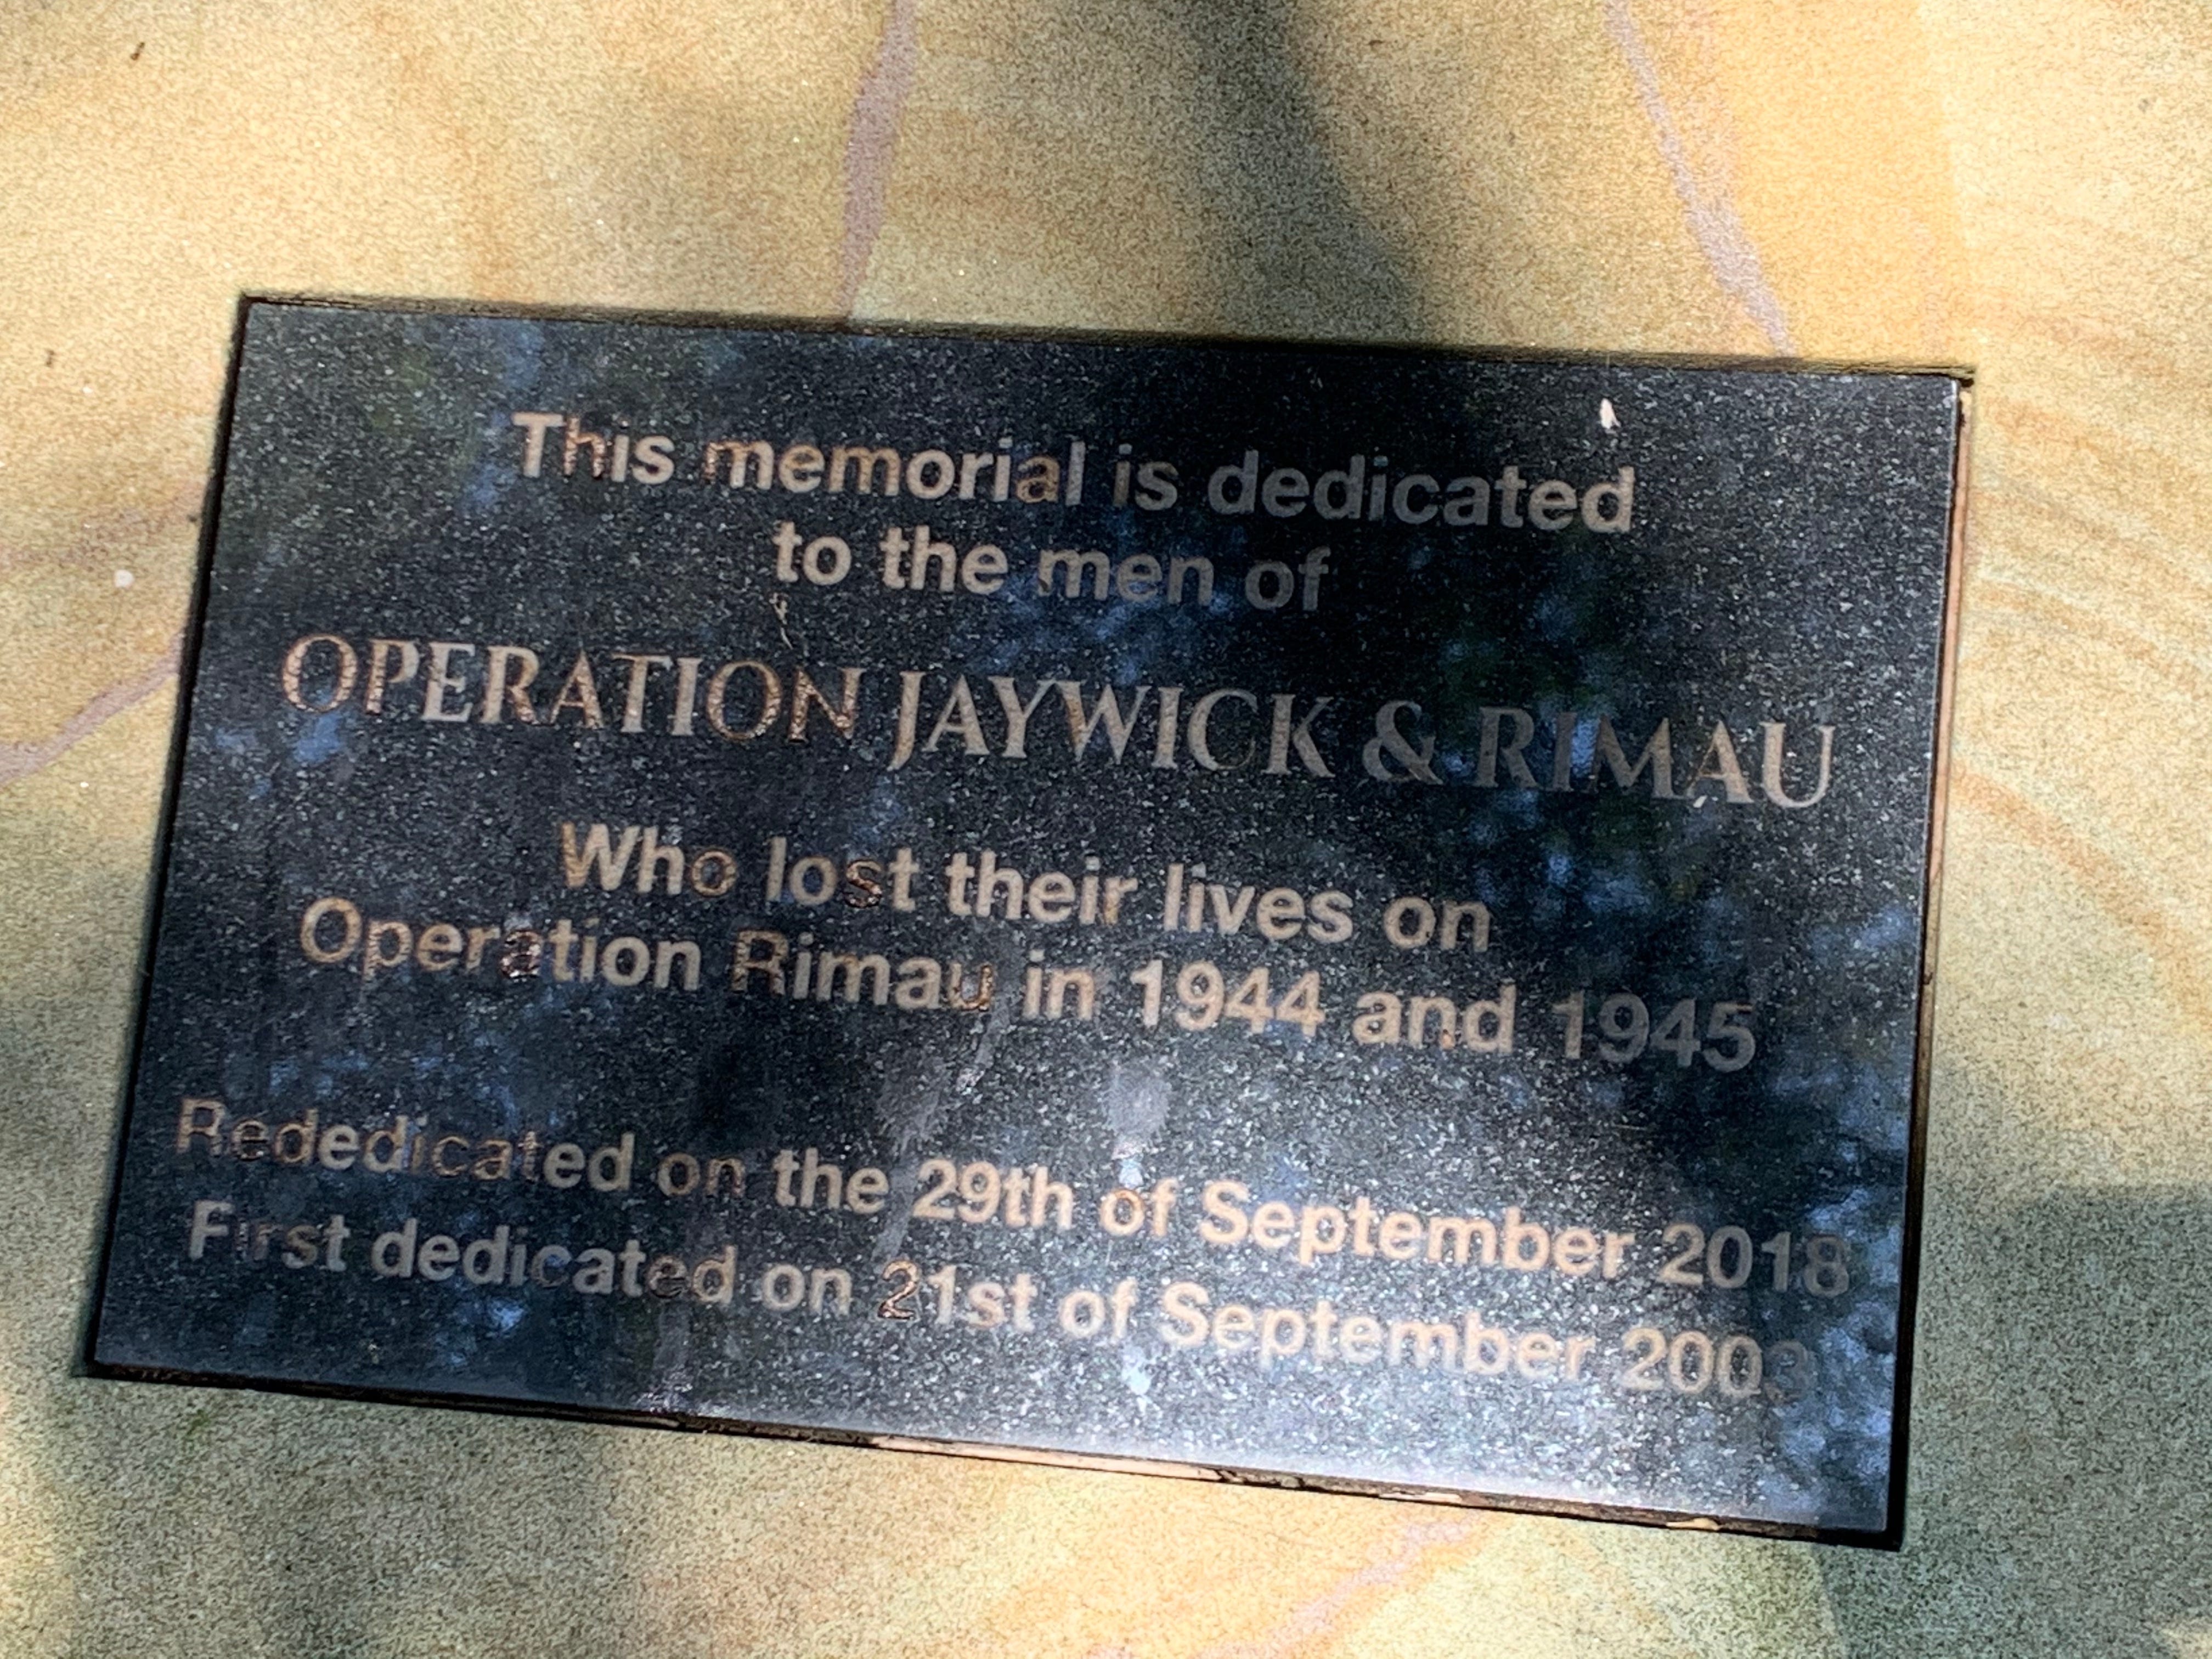 This memorial is dedicated
to the men of
OPERATION JAYWICK & RIMAU
Who lost their lives on
Operation Rimau in 1944 and 1945
Rededicated on the 29th of September 2018
First dedicated on 21st of September 2003